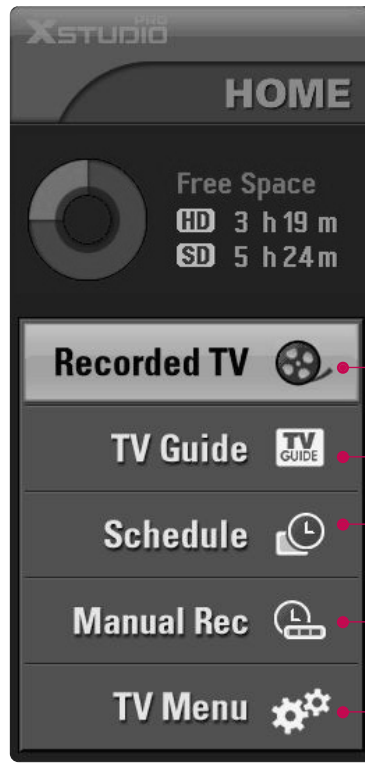 XSTUDIO PRO
HOME
Free Space
HD 3 h 19 m
SD 5 h 24 m
Recorded TV
TV Guide TV GUIDE
Schedule
Manual Rec
TV Menu